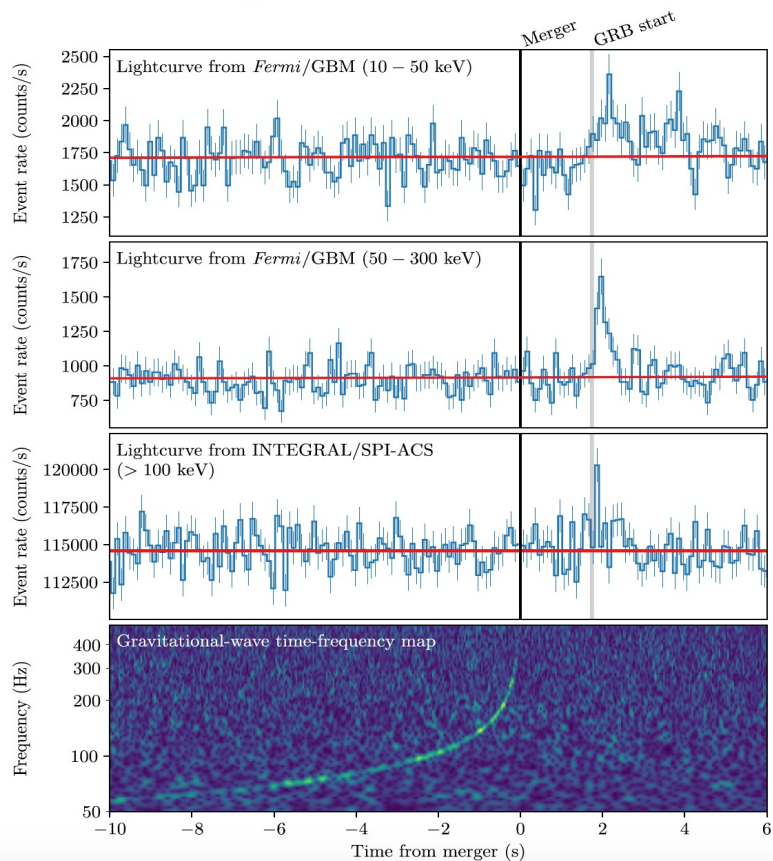 Merger
GRB start
Lightcurve from Fermi/GBM (10 − 50 keV)
Event rate (counts/s)
2500
2250
2000
1750
1500
1250
Lightcurve from Fermi/GBM (50 − 300 keV)
Event rate (counts/s)
1750
1500
1250
1000
750
Lightcurve from INTEGRAL/SPI-ACS
(> 100 keV)
Event rate (counts/s)
120000
117500
115000
112500
Gravitational-wave time-frequency map
Frequency (Hz)
400
300
200
100
50
−10 −8 −6 −4 −2 0 2 4 6
Time from merger (s)